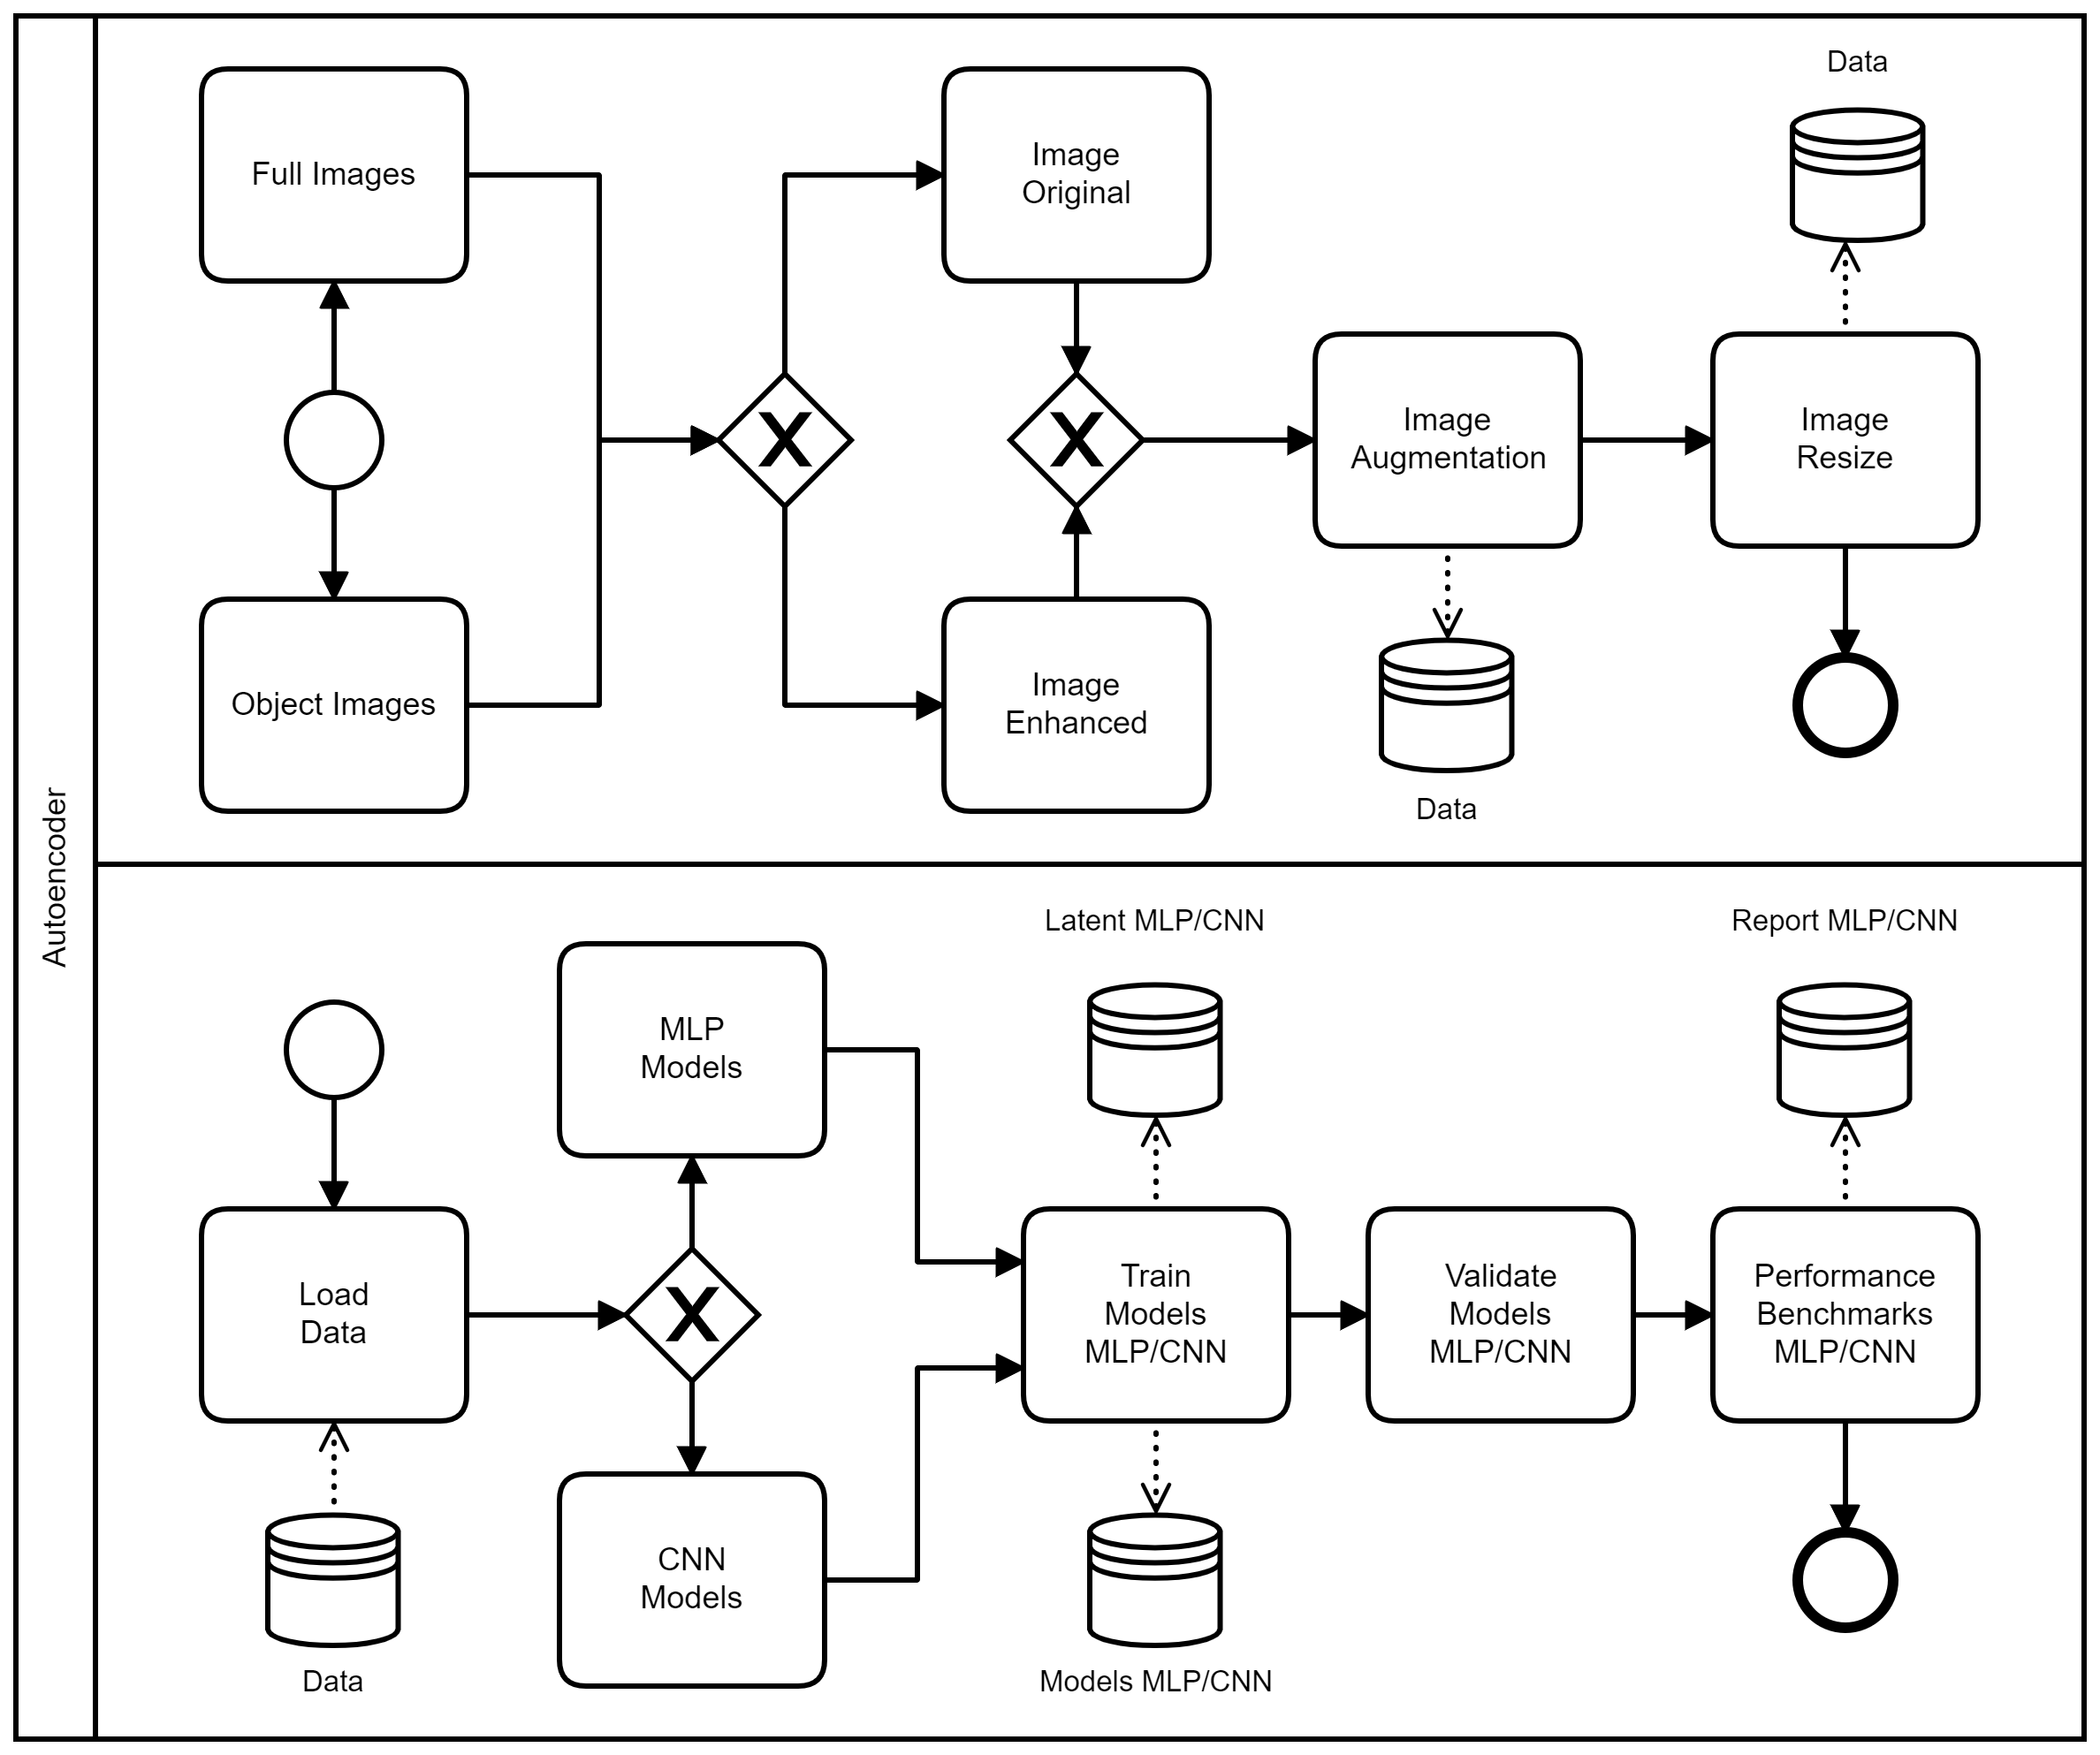 Autoencoder
Full Images
Object Images
X
Image
Original
X
Image
Enhanced
Image
Augmentation
Data
Data
Image
Resize
Load
Data
Data
X
MLP
Models
CNN
Models
Latent MLP/CNN
Train
Models
MLP/CNN
Models MLP/CNN
Validate
Models
MLP/CNN
Report MLP/CNN
Performance
Benchmarks
MLP/CNN